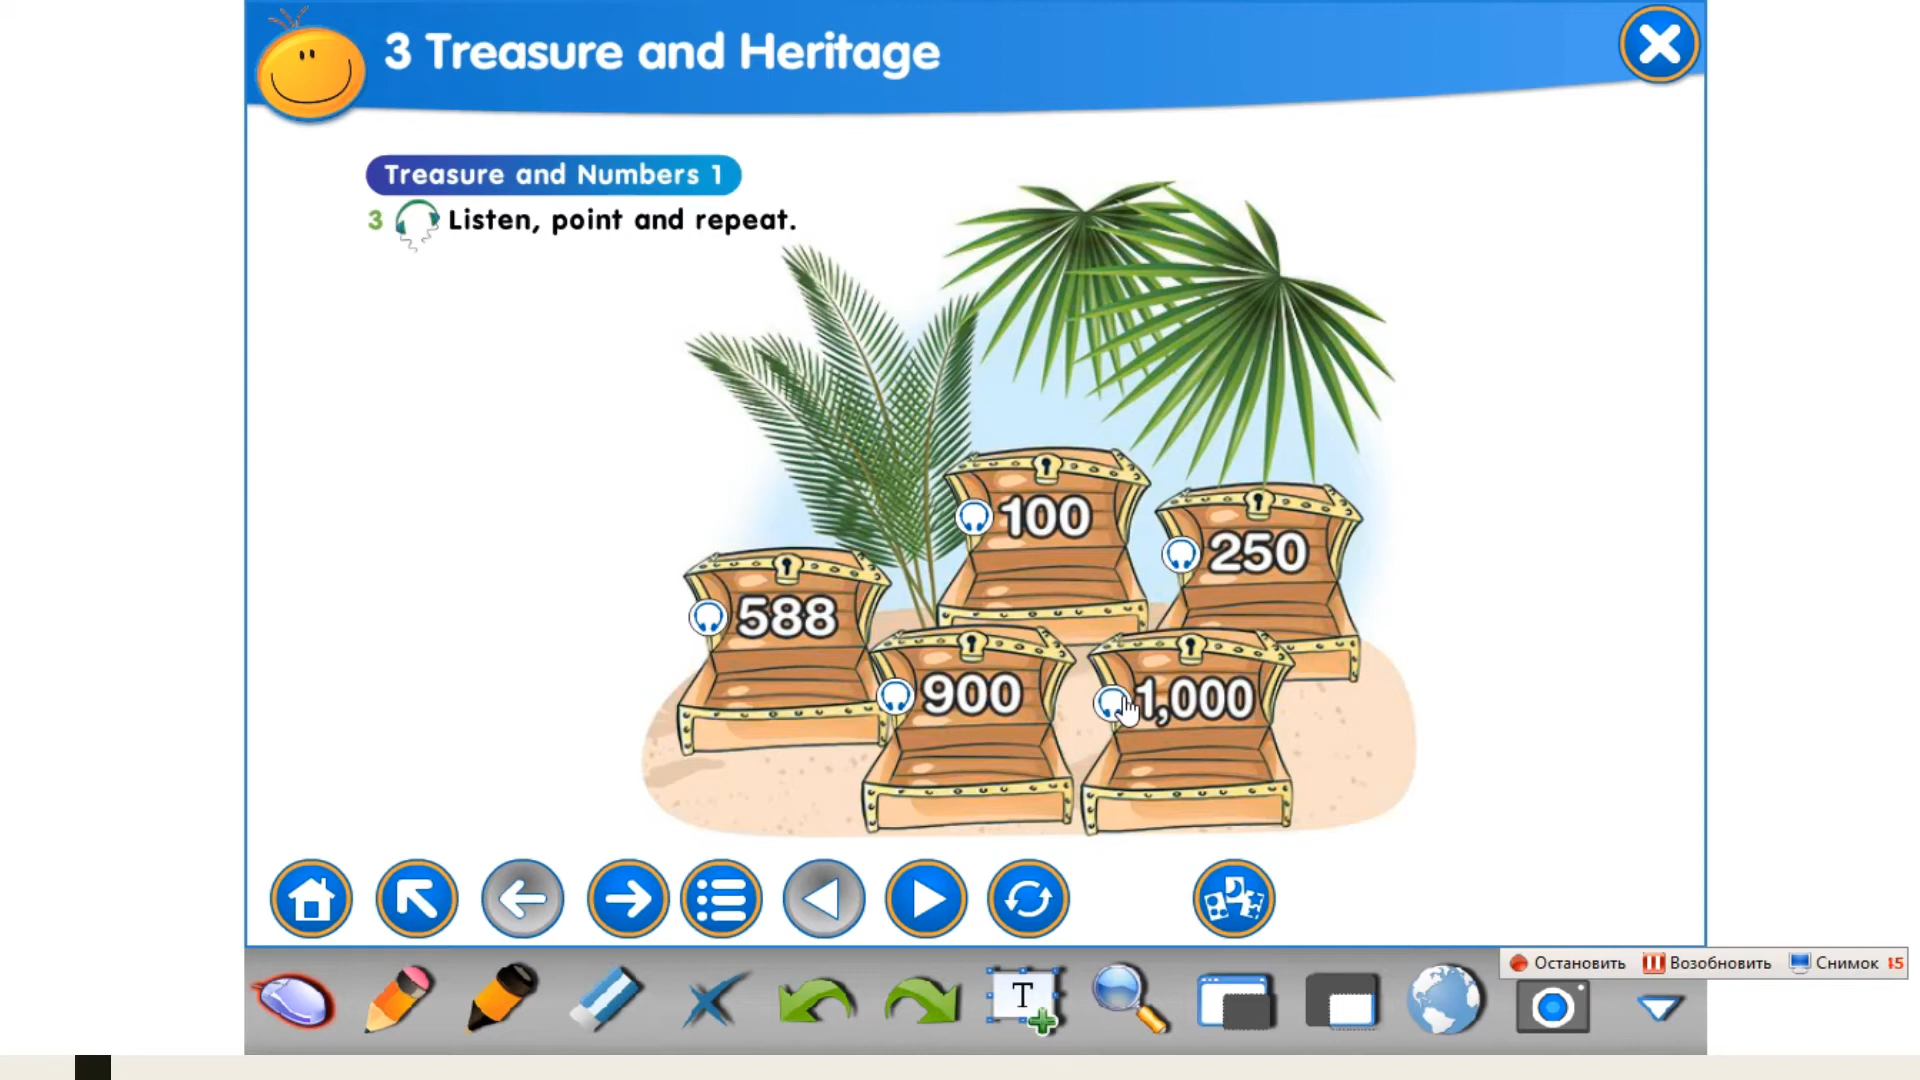 3 Treasure and Heritage
Treasure and Numbers 1
3 Listen, point and repeat.
100
250
588
900
1,000
Остановить Возобновить Снимок
T